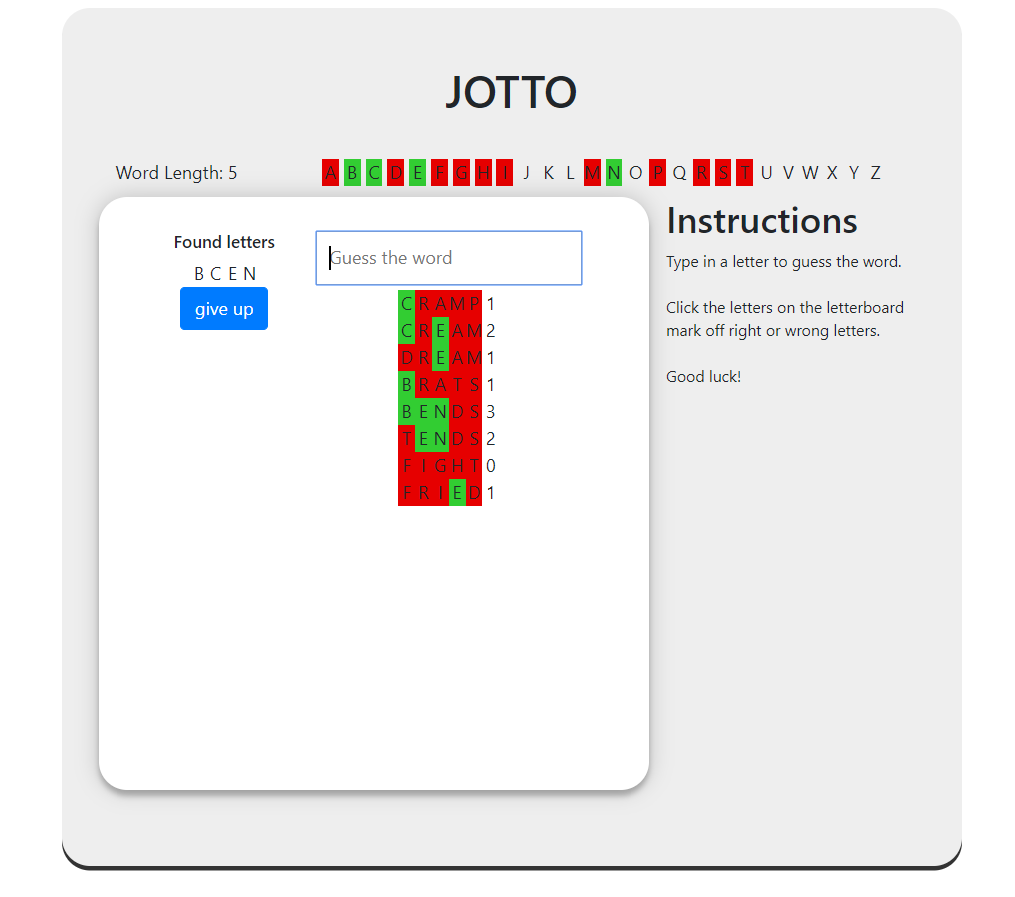 JOTTO
Word Length: 5
A B C D E F G H I J K L M N O P Q R S T U V W X Y Z
Found letters
B C E N
give up
Guess the word
C R A M P 1
C R E A M 2
D R E A M 1
B R A T S 1
B E N D S 3
T E N D S 2
F I G H T 0
F R I E D 1
Instructions
Type in a letter to guess the word.
Click the letters on the letterboard
mark off right or wrong letters.
Good luck!